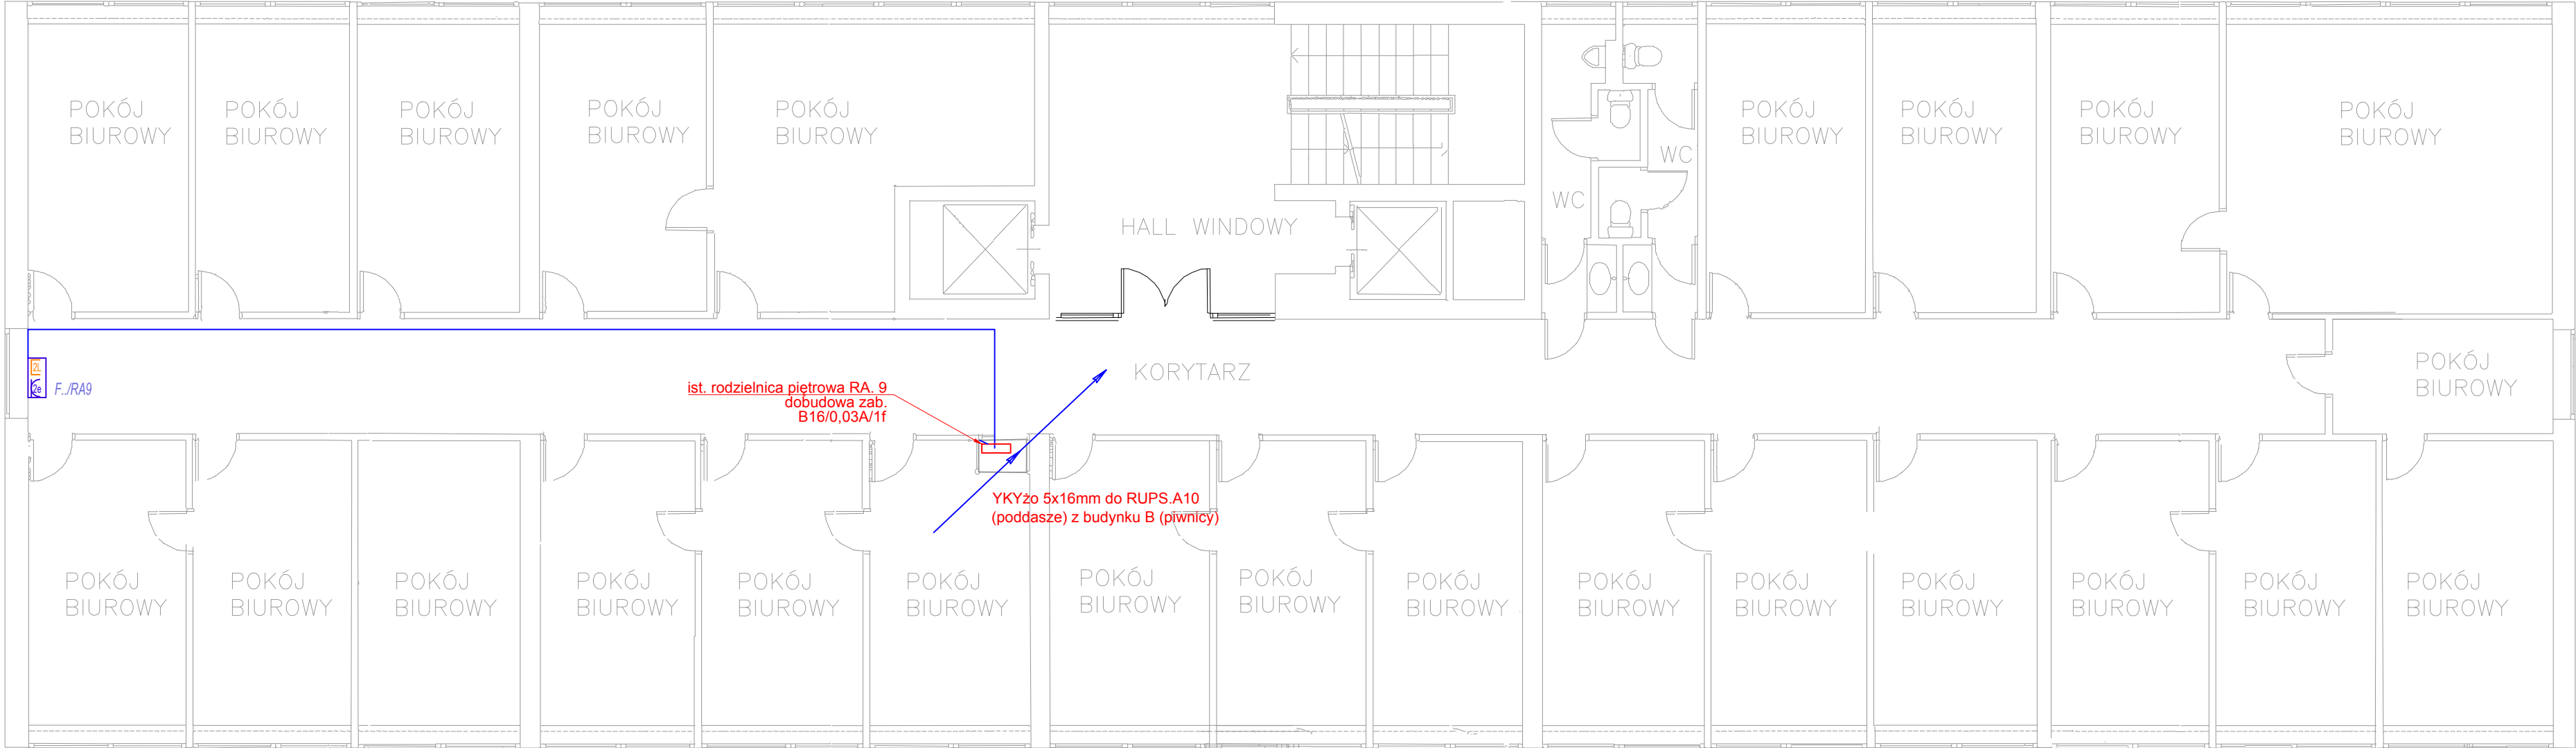 POKÓJ
BIUROWY
POKÓJ
BIUROWY
POKÓJ
BIUROWY
POKÓJ
BIUROWY
POKÓJ
BIUROWY
POKÓJ
BIUROWY
POKÓJ
BIUROWY
POKÓJ
BIUROWY
POKÓJ
BIUROWY
WC
WC
HALL WINDOWY
2L
2e
F../RA9
ist. rodzielnica piętrowa RA. 9
dobudowa zab.
B16/0,03A/1f
KORYTARZ
POKÓJ
BIUROWY
YKYżo 5x16mm do RUPS.A10
(poddasze) z budynku B (piwnicy)
POKÓJ
BIUROWY
POKÓJ
BIUROWY
POKÓJ
BIUROWY
POKÓJ
BIUROWY
POKÓJ
BIUROWY
POKÓJ
BIUROWY
POKÓJ
BIUROWY
POKÓJ
BIUROWY
POKÓJ
BIUROWY
POKÓJ
BIUROWY
POKÓJ
BIUROWY
POKÓJ
BIUROWY
POKÓJ
BIUROWY
POKÓJ
BIUROWY
POKÓJ
BIUROWY